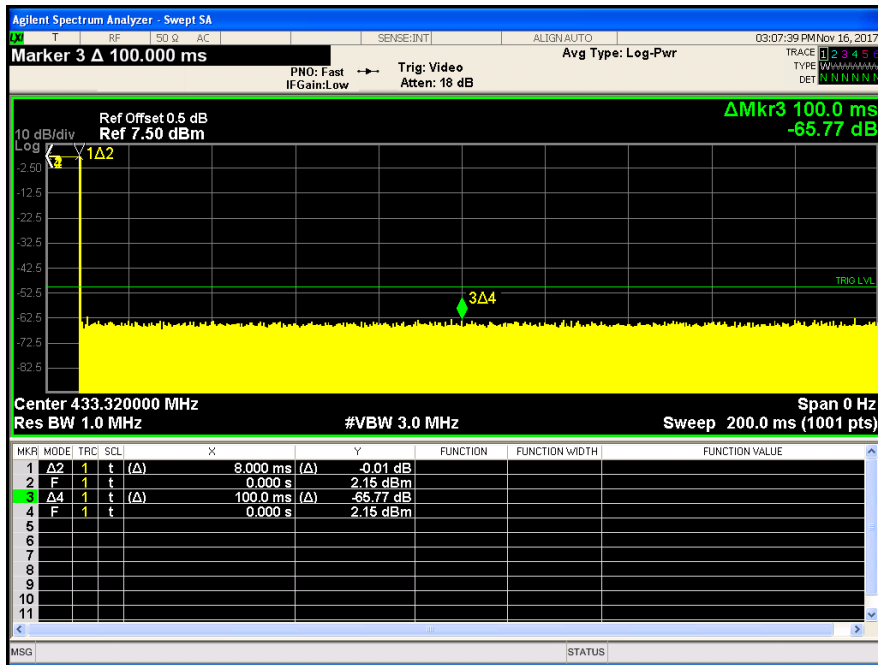 Agilent Spectrum Analyzer - Swept SA
LXI T RF 50 Ω AC SENSE:INT ALIGN AUTO 03:07:39 PM Nov 16, 2017
Marker 3 Δ 100.000 ms
PNO: Fast
IFGain:Low
Trig: Video
Atten: 18 dB
Avg Type: Log-Pwr
TRACE 1 2 3 4 5 6
TYPE
DET N N N N N N
ΔMkr3 100.0 ms
-65.77 dB
Ref Offset 0.5 dB
10 dB/div Ref 7.50 dBm
Log
1Δ2
-2.50
-12.5
-22.5
-32.5
-42.5
TRIG LVL
-52.5
3Δ4
-62.5
-72.5
-82.5
Center 433.320000 MHz Span 0 Hz
Res BW 1.0 MHz #VBW 3.0 MHz Sweep 200.0 ms (1001 pts)
MKR MODE TRC SCL X Y FUNCTION FUNCTION WIDTH FUNCTION VALUE
1 Δ2 1 t (Δ) 8.000 ms (Δ) -0.01 dB
2 F 1 t 0.000 s 2.15 dBm
3 Δ4 1 t (Δ) 100.0 ms (Δ) -65.77 dB
4 F 1 t 0.000 s 2.15 dBm
5
6
7
8
9
10
11
MSG STATUS